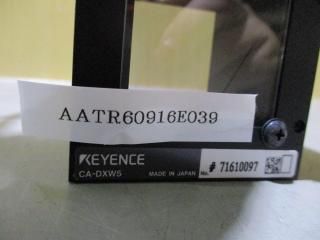 AATR60916E039
KEYENCE
CA-DXW5 MADE IN JAPAN No. # 71610097